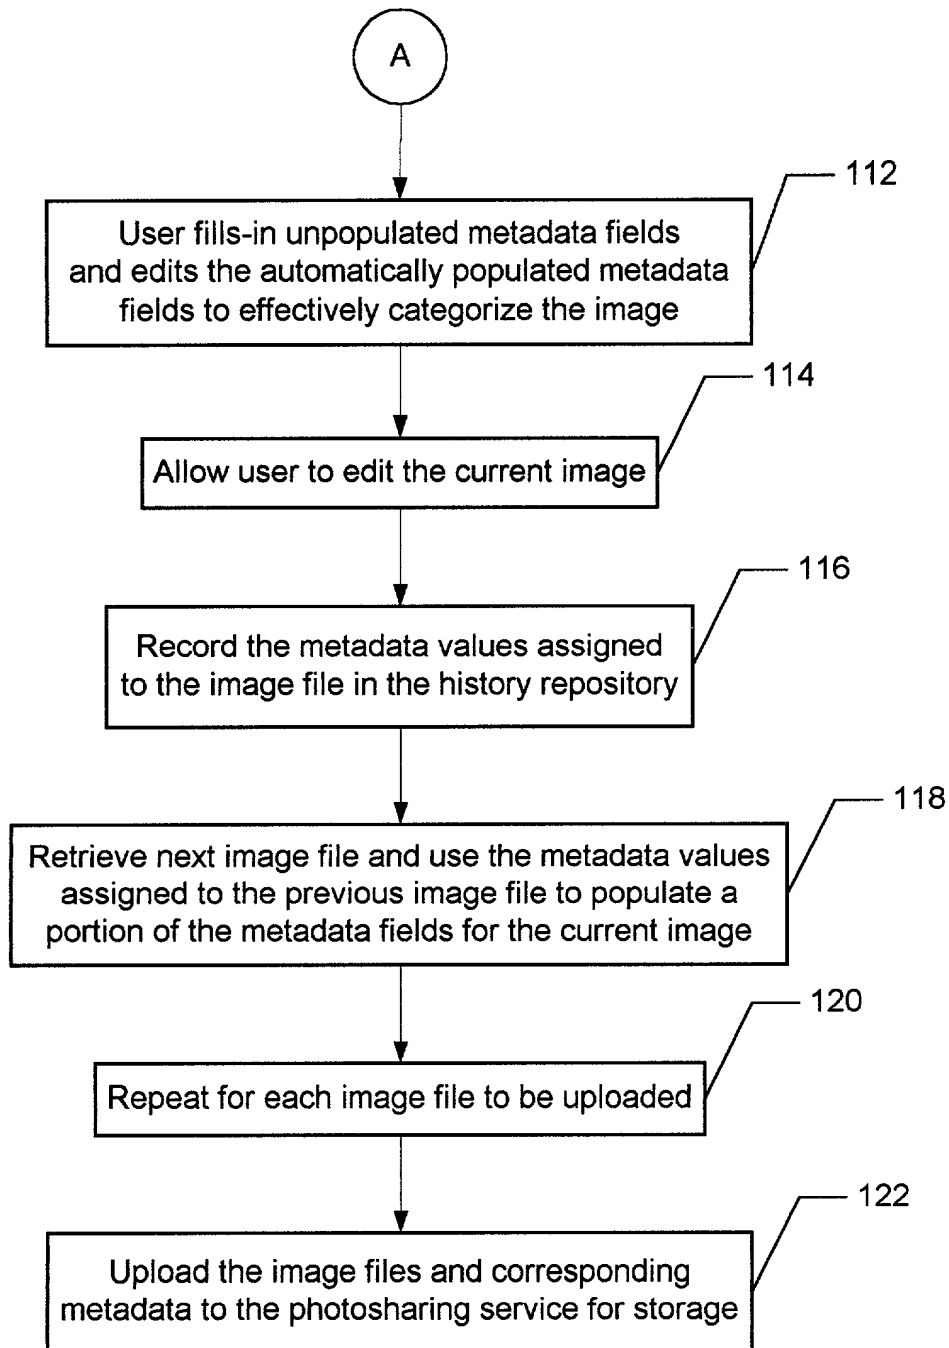 A
112
User fills-in unpopulated metadata fields
and edits the automatically populated metadata
fields to effectively categorize the image
114
Allow user to edit the current image
116
Record the metadata values assigned
to the image file in the history repository
118
Retrieve next image file and use the metadata values
assigned to the previous image file to populate a
portion of the metadata fields for the current image
120
Repeat for each image file to be uploaded
122
Upload the image files and corresponding
metadata to the photosharing service for storage